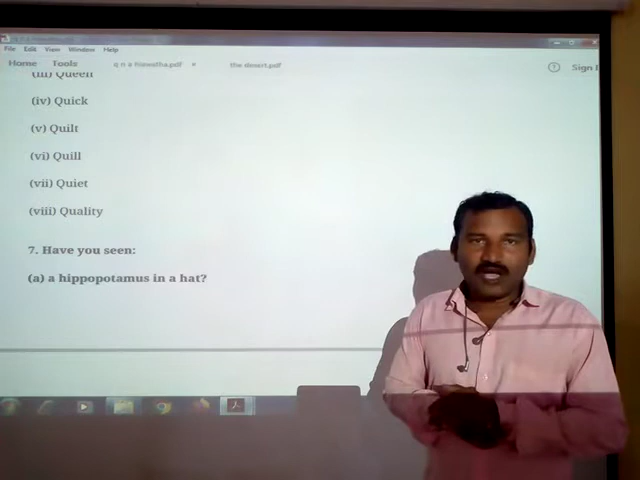 File Edit View Window Help
Home Tools q n a himastha.pdf × the desert.pdf ? Sign I
(iii) Queen
(iv) Quick
(v) Quilt
(vi) Quill
(vii) Quiet
(viii) Quality
7. Have you seen:
(a) a hippopotamus in a hat?